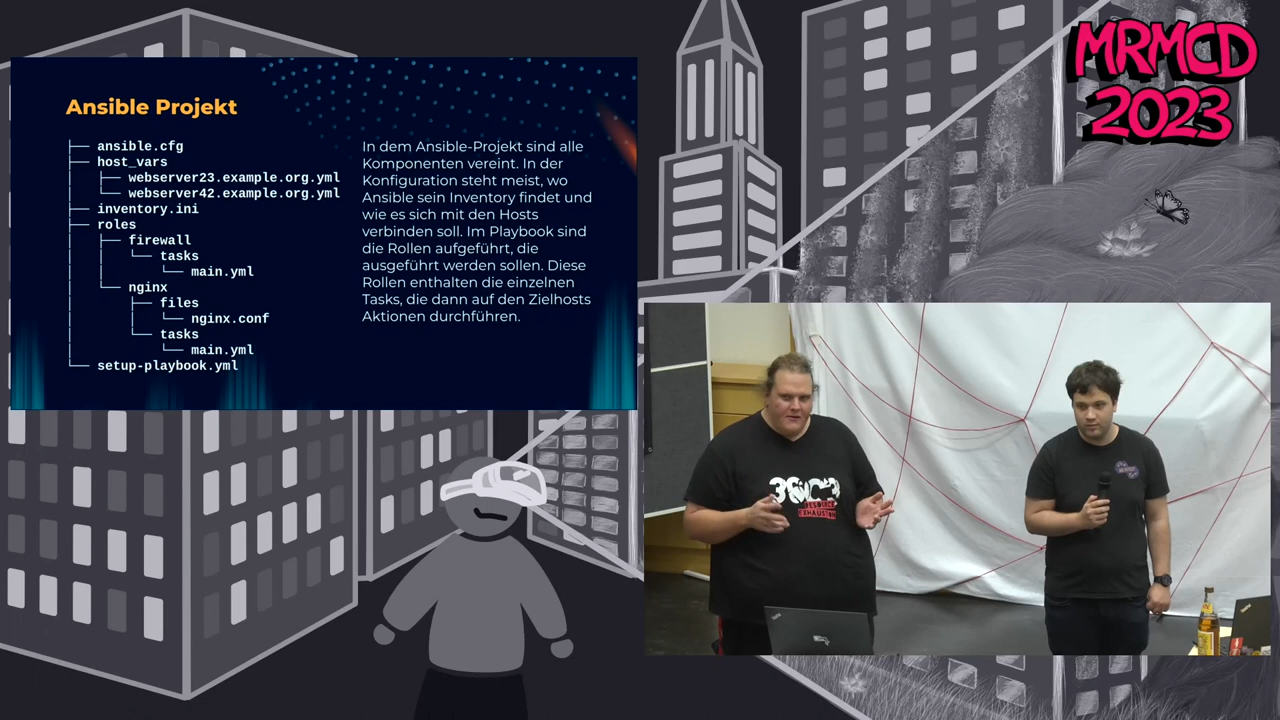 MRMCD
2023
Ansible Projekt
├── ansible.cfg
├── host_vars
│   ├── webserver23.example.org.yml
│   └── webserver42.example.org.yml
├── inventory.ini
├── roles
│   ├── firewall
│   │   └── tasks
│   │       └── main.yml
│   └── nginx
│       ├── files
│       │   └── nginx.conf
│       └── tasks
│           └── main.yml
└── setup-playbook.yml
In dem Ansible-Projekt sind alle
Komponenten vereint. In der
Konfiguration steht meist, wo
Ansible sein Inventory findet und
wie es sich mit den Hosts
verbinden soll. Im Playbook sind
die Rollen aufgeführt, die
ausgeführt werden sollen. Diese
Rollen enthalten die einzelnen
Tasks, die dann auf den Zielhosts
Aktionen durchführen.
36C3
RESOURCE
EXHAUSTION